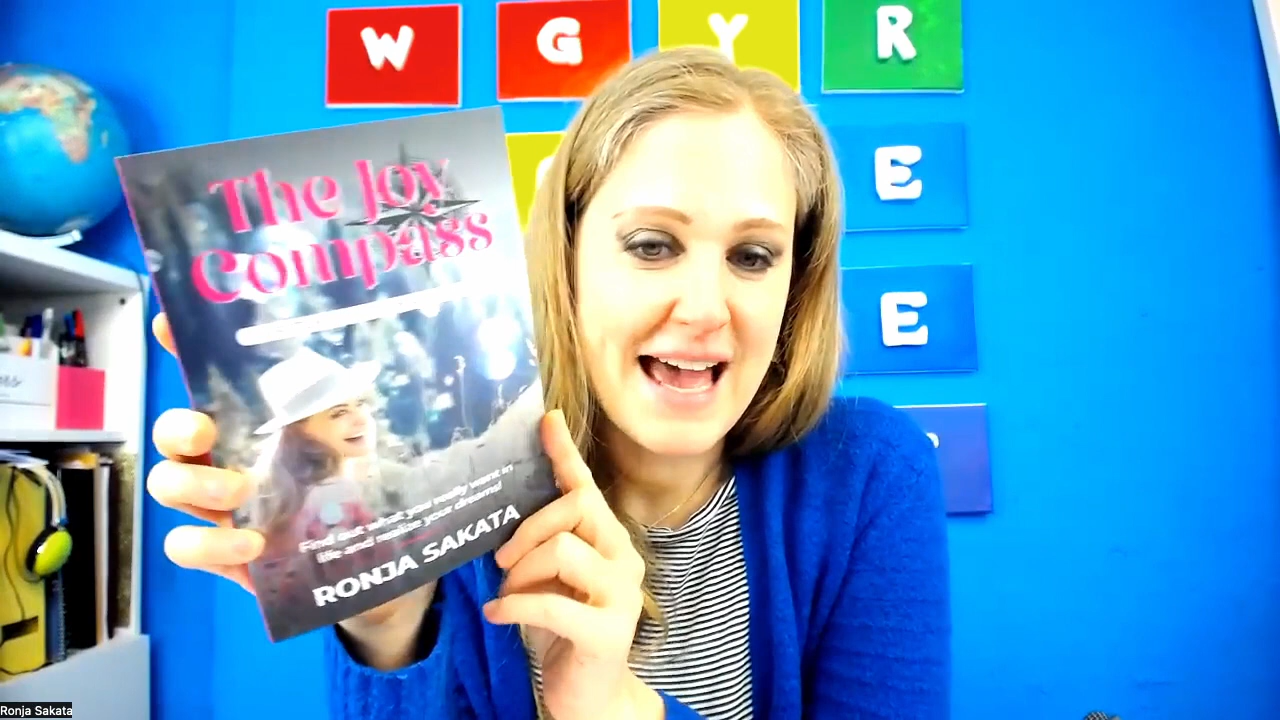 W G Y R
E
E
The Joy
Compass
Find out what you really want in
life and realize your dreams!
RONJA SAKATA
Ronja Sakata